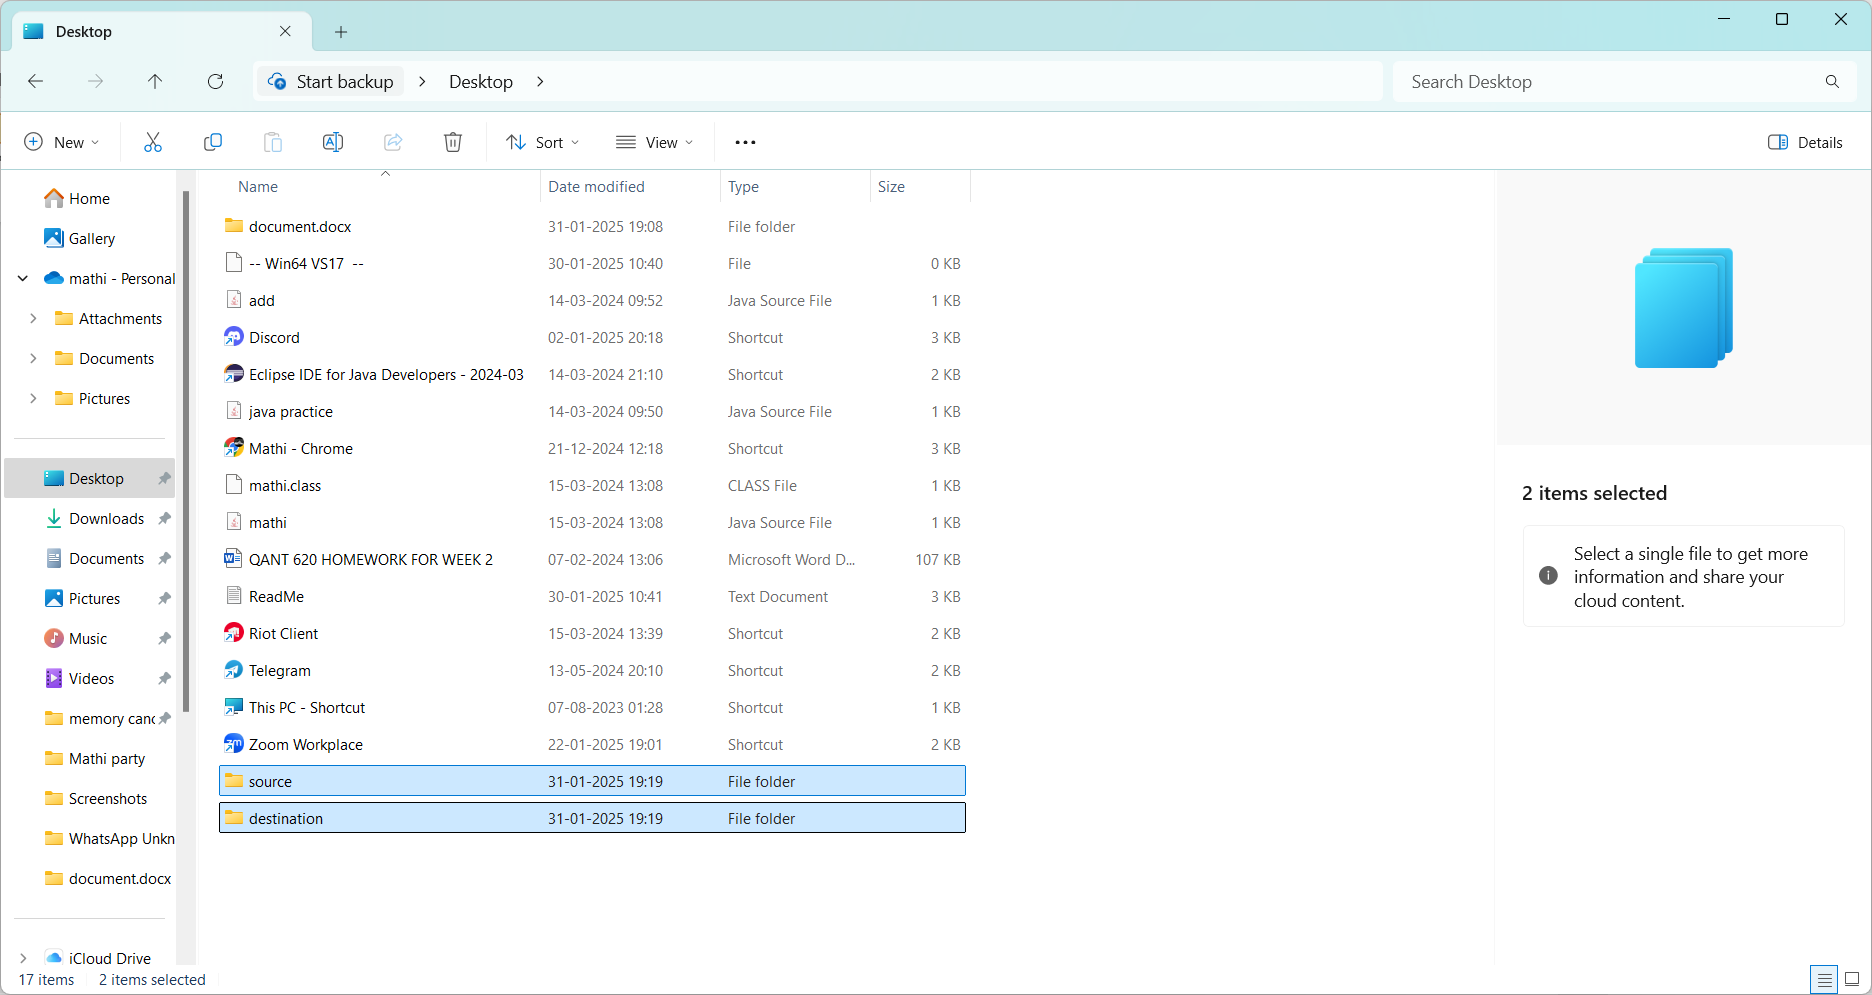 Desktop
Start backup > Desktop >
Search Desktop
New
Sort
View
Details
Home
Gallery
mathi - Personal
Attachments
Documents
Pictures
Desktop
Downloads
Documents
Pictures
Music
Videos
memory canc
Mathi party
Screenshots
WhatsApp Unkn
document.docx
iCloud Drive
Name Date modified Type Size
document.docx 31-01-2025 19:08 File folder
-- Win64 VS17 -- 30-01-2025 10:40 File 0 KB
add 14-03-2024 09:52 Java Source File 1 KB
Discord 02-01-2025 20:18 Shortcut 3 KB
Eclipse IDE for Java Developers - 2024-03 14-03-2024 21:10 Shortcut 2 KB
java practice 14-03-2024 09:50 Java Source File 1 KB
Mathi - Chrome 21-12-2024 12:18 Shortcut 3 KB
mathi.class 15-03-2024 13:08 CLASS File 1 KB
mathi 15-03-2024 13:08 Java Source File 1 KB
QANT 620 HOMEWORK FOR WEEK 2 07-02-2024 13:06 Microsoft Word D... 107 KB
ReadMe 30-01-2025 10:41 Text Document 3 KB
Riot Client 15-03-2024 13:39 Shortcut 2 KB
Telegram 13-05-2024 20:10 Shortcut 2 KB
This PC - Shortcut 07-08-2023 01:28 Shortcut 1 KB
Zoom Workplace 22-01-2025 19:01 Shortcut 2 KB
source 31-01-2025 19:19 File folder
destination 31-01-2025 19:19 File folder
2 items selected
Select a single file to get more
information and share your
cloud content.
17 items 2 items selected